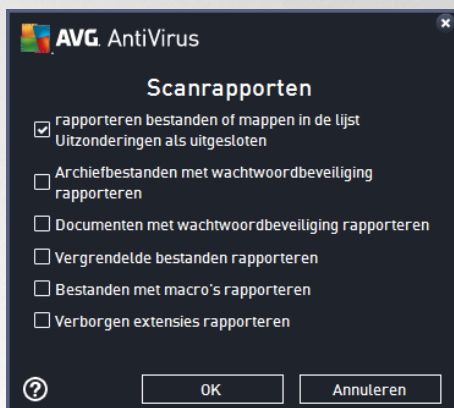 AVG. AntiVirus
Scanrapporten
rapporteren bestanden of mappen in de lijst
Uitzonderingen als uitgesloten
Archiefbestanden met wachtwoordbeveiliging
rapporteren
Documenten met wachtwoordbeveiliging rapporteren
Vergrendelde bestanden rapporteren
Bestanden met macro's rapporteren
Verborgen extensies rapporteren
?
OK
Annuleren